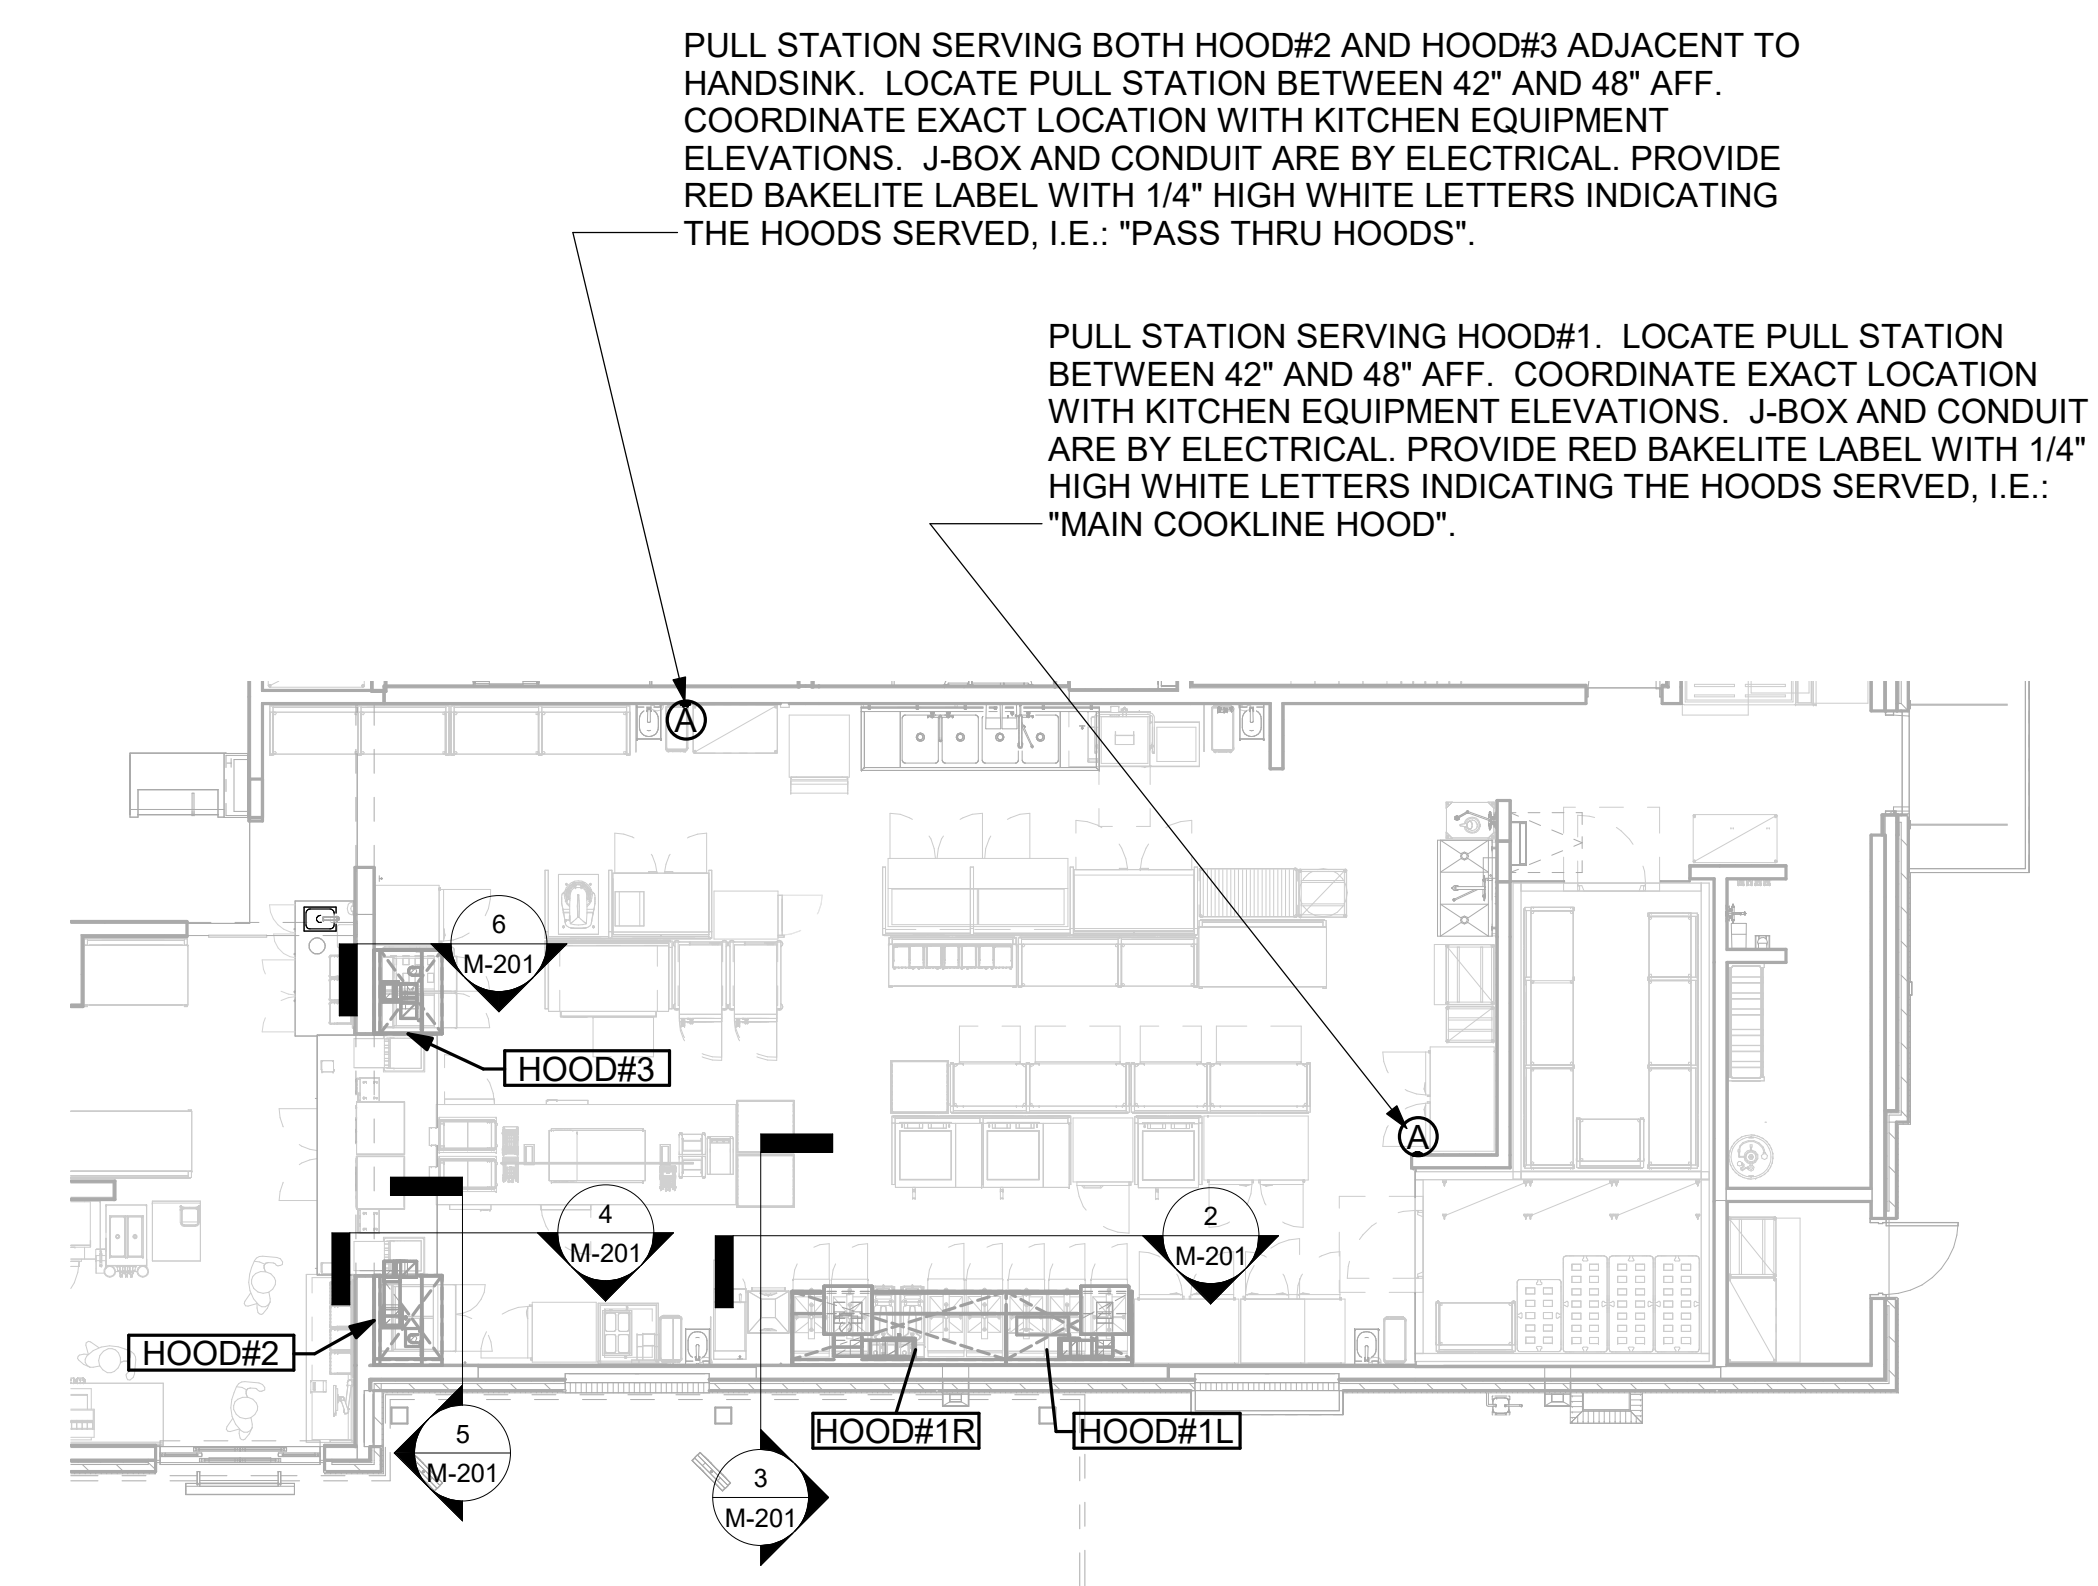 PULL STATION SERVING BOTH HOOD#2 AND HOOD#3 ADJACENT TO
HANDSINK.  LOCATE PULL STATION BETWEEN 42" AND 48" AFF.
COORDINATE EXACT LOCATION WITH KITCHEN EQUIPMENT
ELEVATIONS.  J-BOX AND CONDUIT ARE BY ELECTRICAL. PROVIDE
RED BAKELITE LABEL WITH 1/4" HIGH WHITE LETTERS INDICATING
THE HOODS SERVED, I.E.: "PASS THRU HOODS".
PULL STATION SERVING HOOD#1.  LOCATE PULL STATION
BETWEEN 42" AND 48" AFF.  COORDINATE EXACT LOCATION
WITH KITCHEN EQUIPMENT ELEVATIONS.  J-BOX AND CONDUIT
ARE BY ELECTRICAL. PROVIDE RED BAKELITE LABEL WITH 1/4"
HIGH WHITE LETTERS INDICATING THE HOODS SERVED, I.E.:
"MAIN COOKLINE HOOD".
A
6
M-201
HOOD#3
A
4
M-201
2
M-201
HOOD#2
HOOD#1R
HOOD#1L
5
M-201
3
M-201